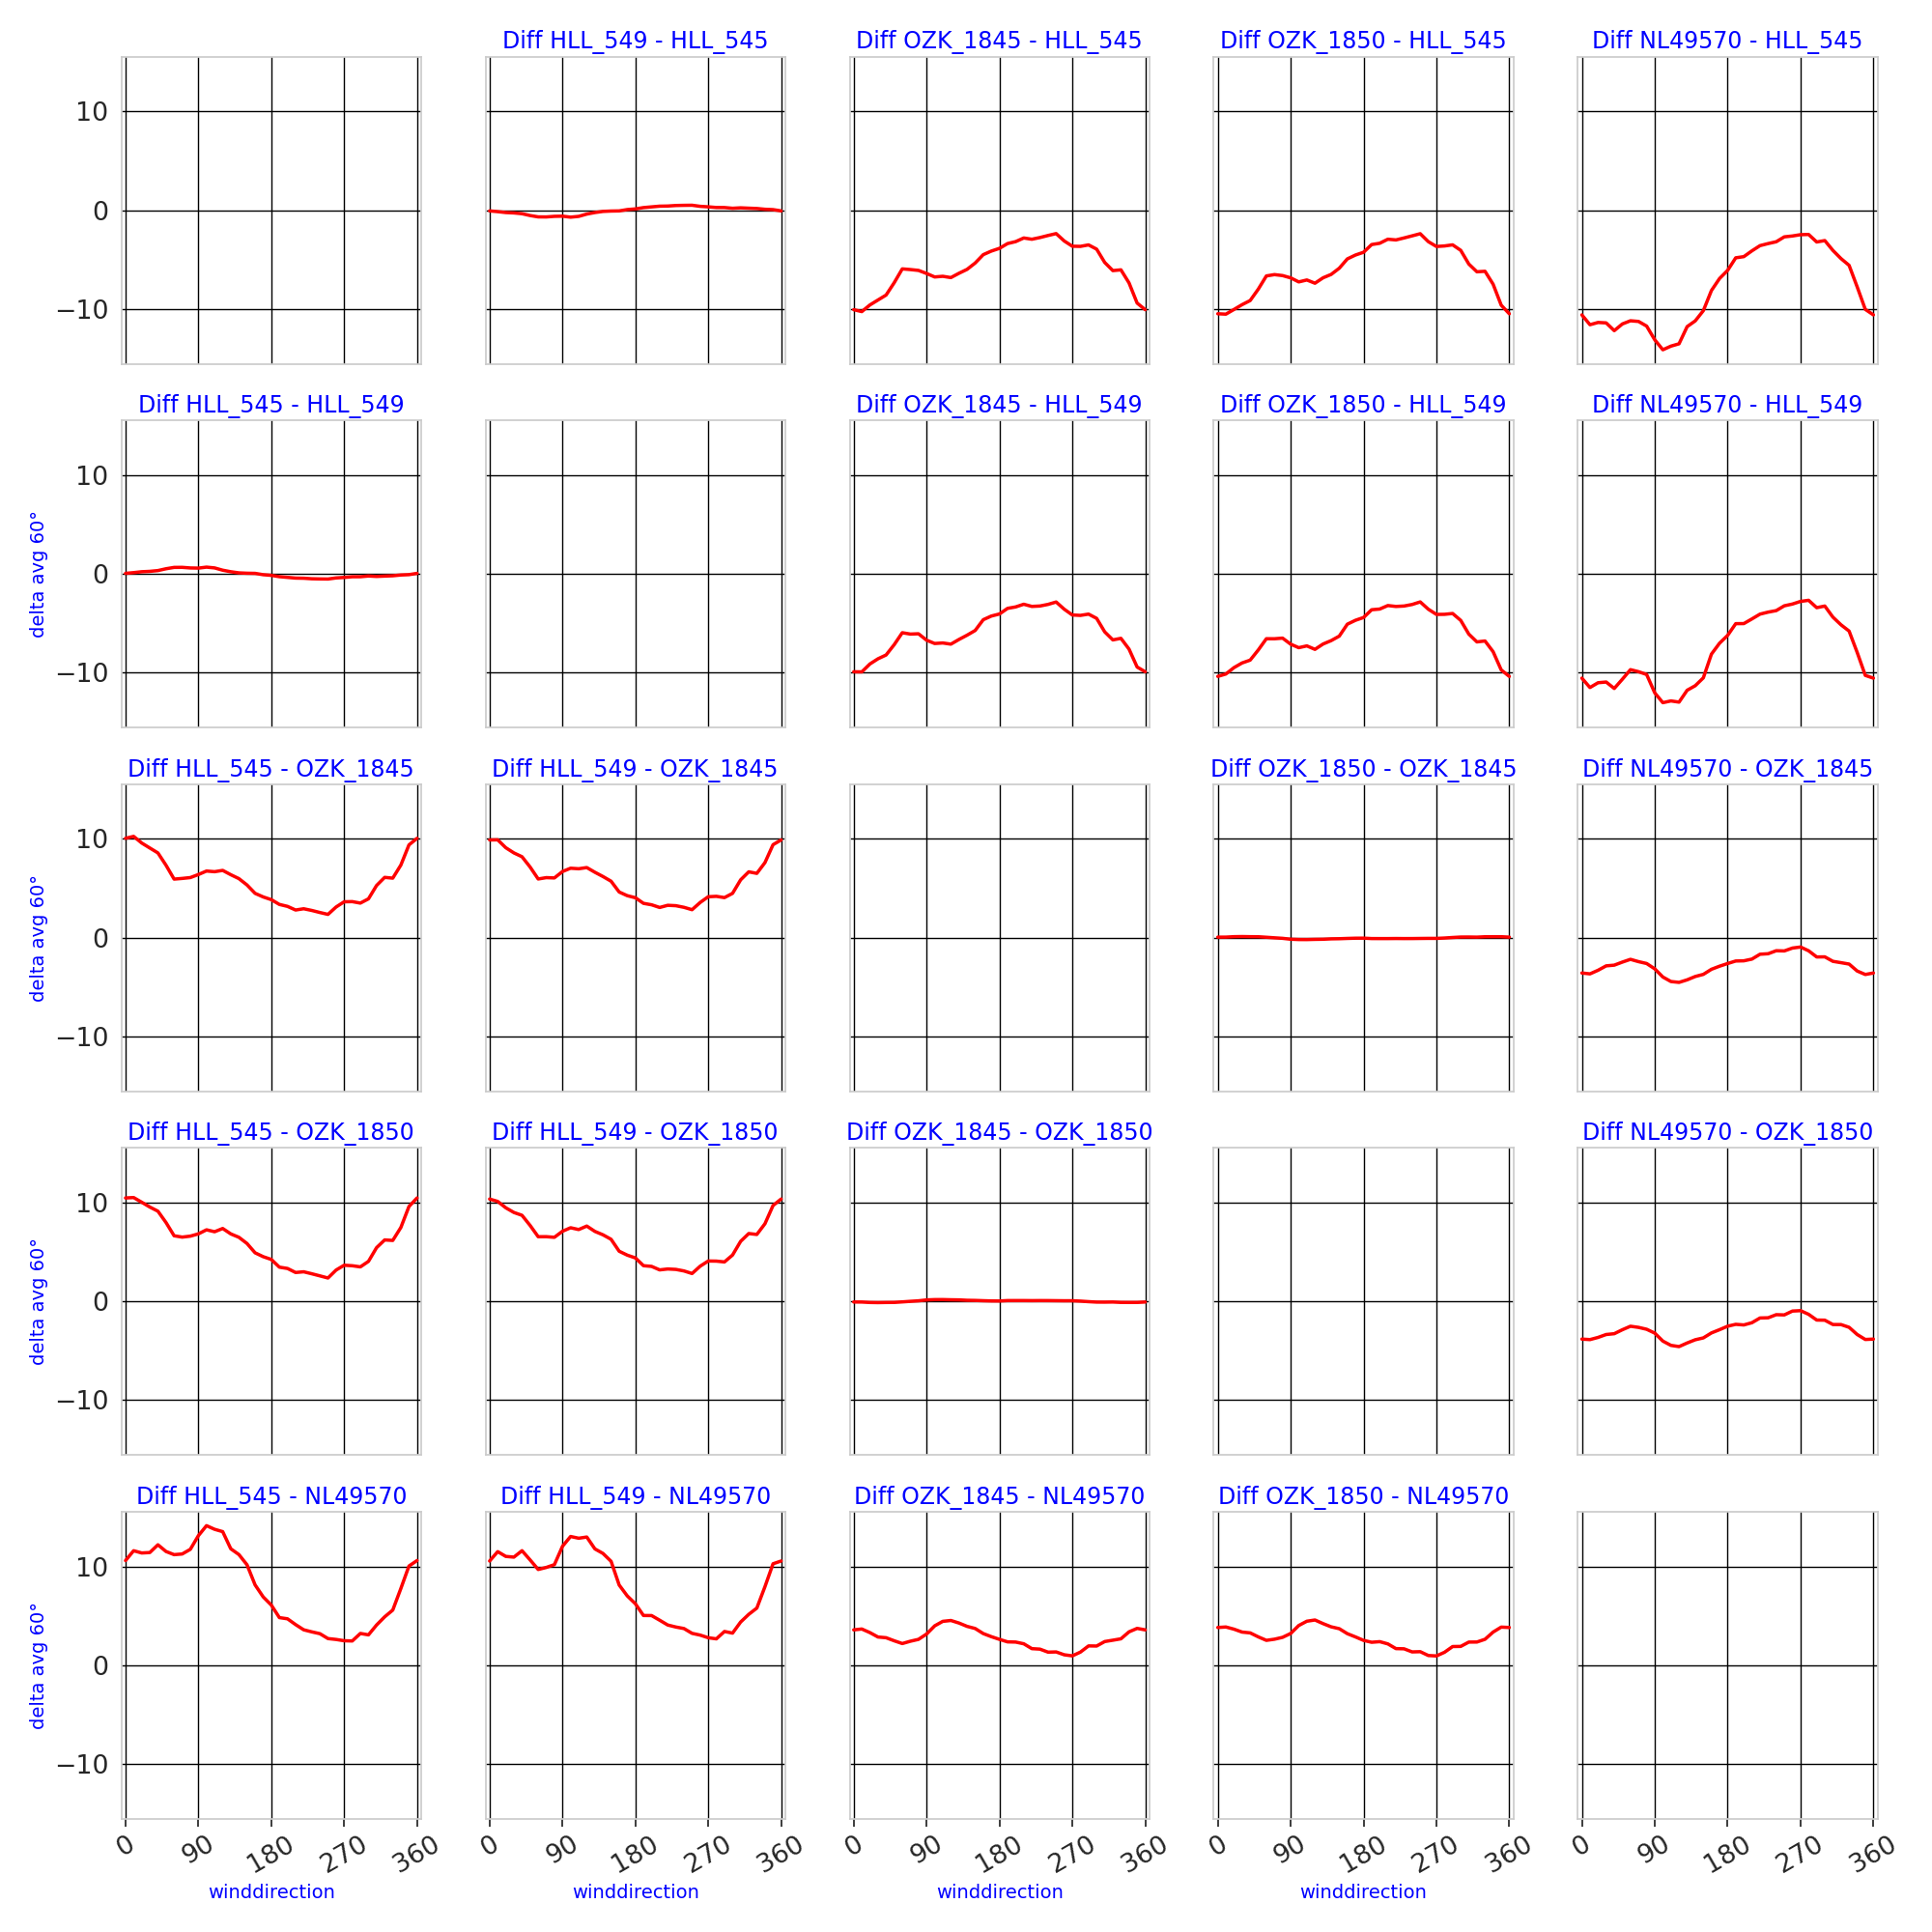 Diff HLL_549 - HLL_545
Diff OZK_1845 - HLL_545
Diff OZK_1850 - HLL_545
Diff NL49570 - HLL_545
10
0
−10
Diff HLL_545 - HLL_549
Diff OZK_1845 - HLL_549
Diff OZK_1850 - HLL_549
Diff NL49570 - HLL_549
delta avg 60°
10
0
−10
Diff HLL_545 - OZK_1845
Diff HLL_549 - OZK_1845
Diff OZK_1850 - OZK_1845
Diff NL49570 - OZK_1845
delta avg 60°
10
0
−10
Diff HLL_545 - OZK_1850
Diff HLL_549 - OZK_1850
Diff OZK_1845 - OZK_1850
Diff NL49570 - OZK_1850
delta avg 60°
10
0
−10
Diff HLL_545 - NL49570
Diff HLL_549 - NL49570
Diff OZK_1845 - NL49570
Diff OZK_1850 - NL49570
delta avg 60°
10
0
−10
0 90 180 270 360
0 90 180 270 360
0 90 180 270 360
0 90 180 270 360
0 90 180 270 360
winddirection
winddirection
winddirection
winddirection